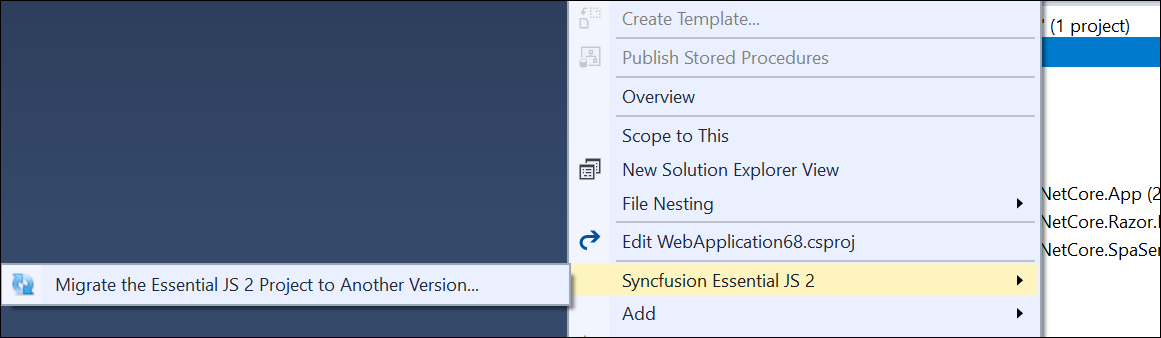 Create Template...
(1 project)
Publish Stored Procedures
Overview
Scope to This
New Solution Explorer View
NetCore.App (2
File Nesting
NetCore.Razor.
Edit WebApplication68.csproj
NetCore.SpaSer
Migrate the Essential JS 2 Project to Another Version...
Syncfusion Essential JS 2
Add